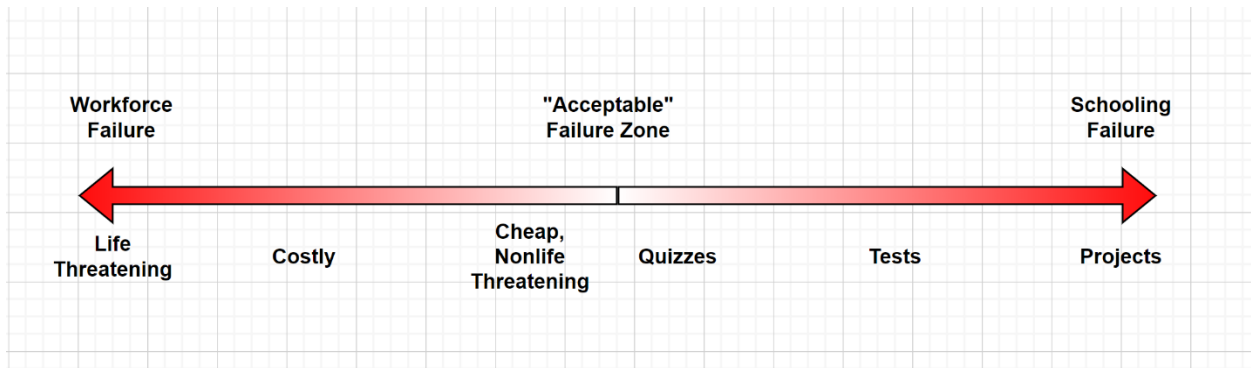 Workforce
Failure
"Acceptable"
Failure Zone
Schooling
Failure
Life
Threatening
Costly
Cheap,
Nonlife
Threatening
Quizzes
Tests
Projects